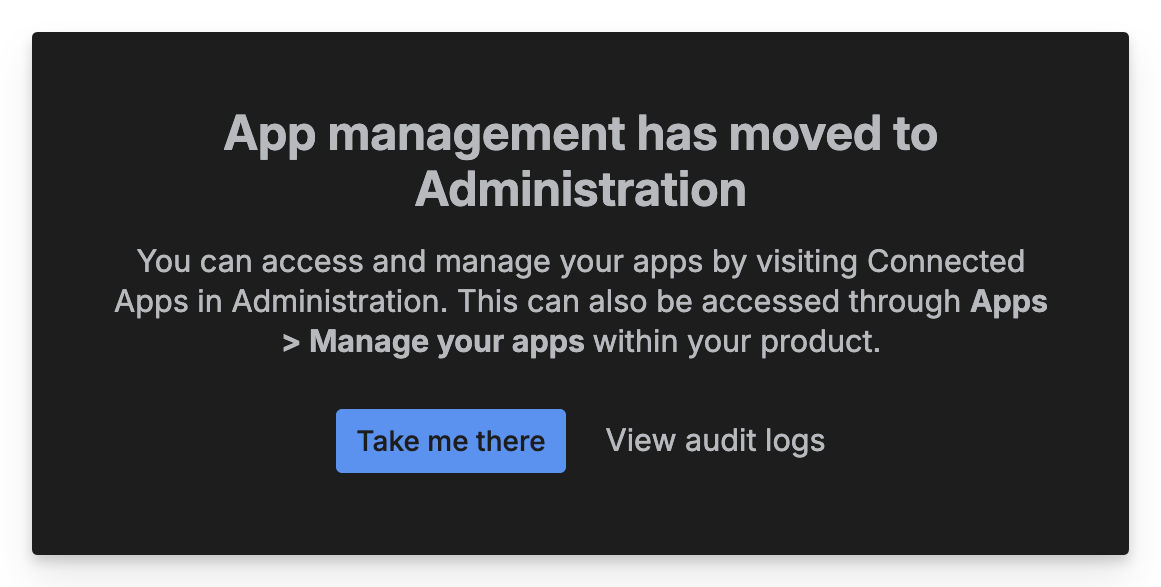 App management has moved to
Administration
You can access and manage your apps by visiting Connected
Apps in Administration. This can also be accessed through Apps
> Manage your apps within your product.
Take me there
View audit logs